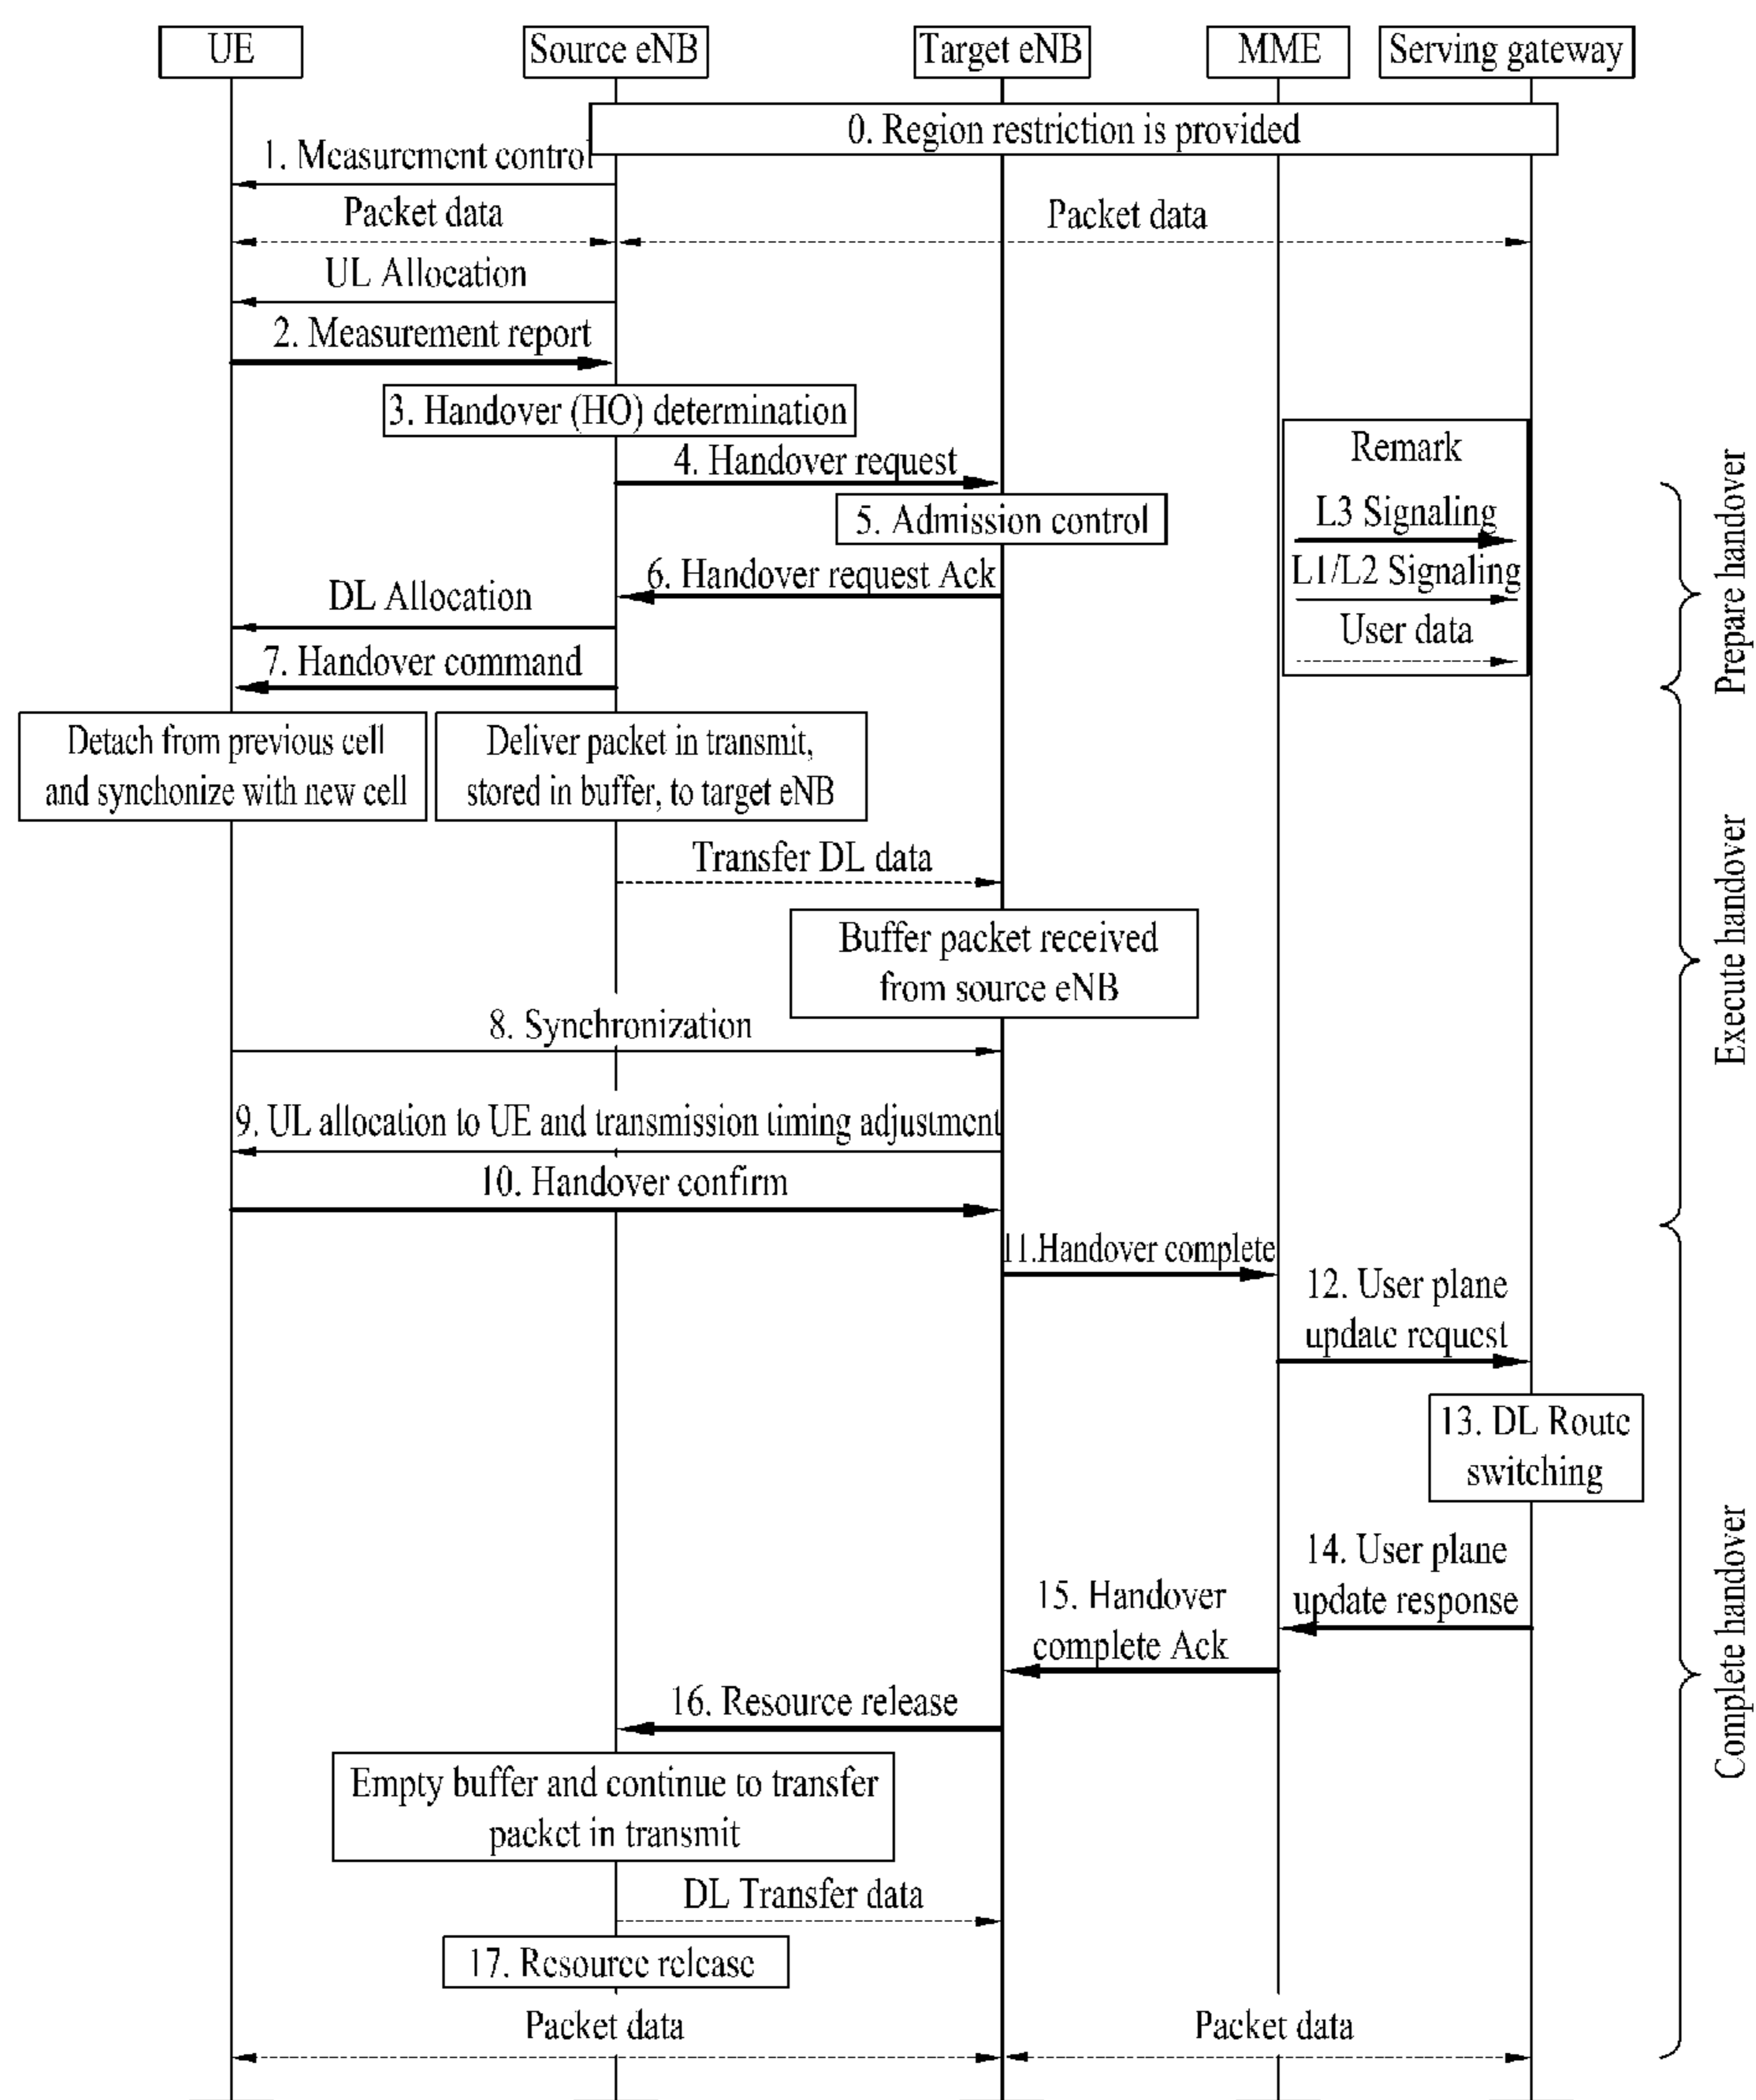 UE
Source eNB
Target eNB
MME
Serving gateway
0. Region restriction is provided
1. Measurement control
Packet data
Packet data
UL Allocation
2. Measurement report
3. Handover (HO) determination
4. Handover request
Remark
L3 Signaling
L1/L2 Signaling
User data
5. Admission control
6. Handover request Ack
DL Allocation
7. Handover command
Prepare handover
Detach from previous cell
and synchonize with new cell
Deliver packet in transmit,
stored in buffer, to target eNB
Transfer DL data
Buffer packet received
from source eNB
8. Synchronization
9. UL allocation to UE and transmission timing adjustment
10. Handover confirm
Execute handover
11.Handover complete
12. User plane
update request
13. DL Route
switching
14. User plane
update response
15. Handover
complete Ack
16. Resource release
Empty buffer and continue to transfer
packet in transmit
DL Transfer data
17. Resource release
Packet data
Packet data
Complete handover